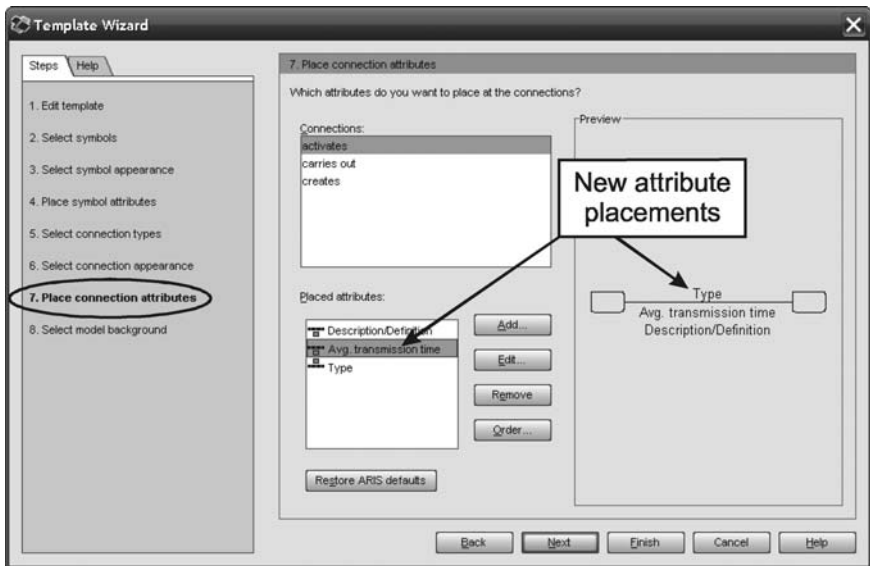 Template Wizard
Steps Help
1. Edit template
2. Select symbols
3. Select symbol appearance
4. Place symbol attributes
5. Select connection types
6. Select connection appearance
7. Place connection attributes
8. Select model background
7. Place connection attributes
Which attributes do you want to place at the connections?
Connections:
activates
carries out
creates
Placed attributes:
Description/Definition
Avg. transmission time
Type
Add...
Edit...
Remove
Order...
Restore ARIS defaults
Preview
New attribute
placements
Type
Avg. transmission time
Description/Definition
Back Next Finish Cancel Help